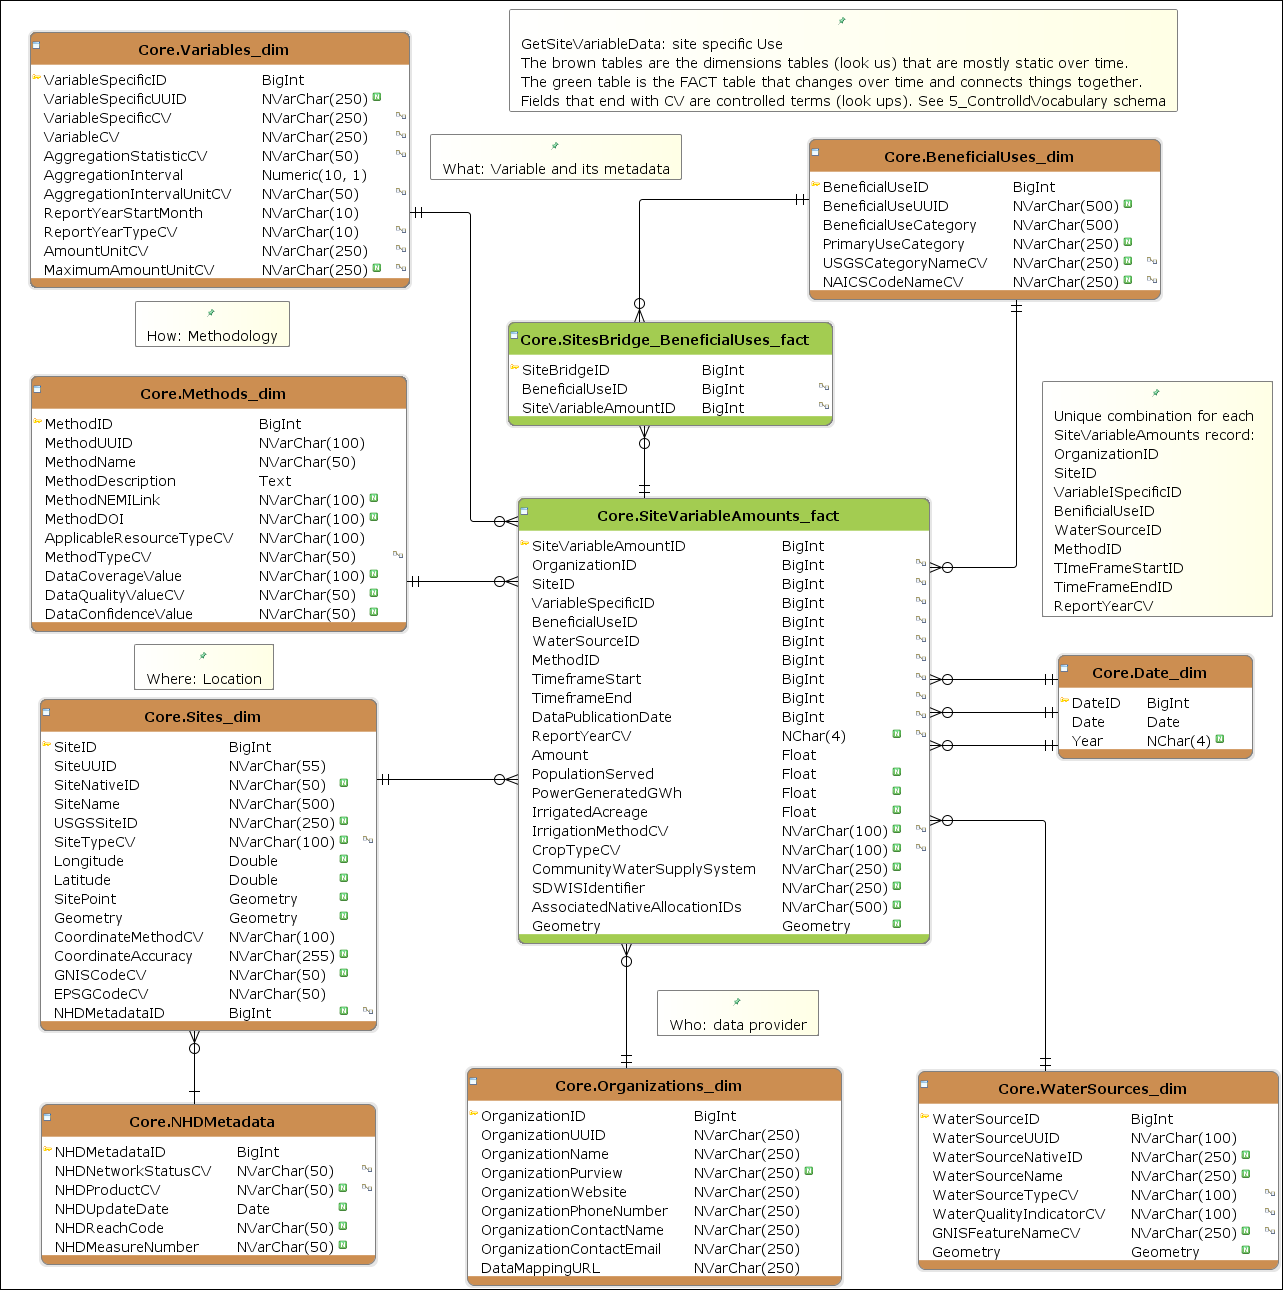 GetSiteVariableData: site specific Use
The brown tables are the dimensions tables (look us) that are mostly static over time.
The green table is the FACT table that changes over time and connects things together.
Fields that end with CV are controlled terms (look ups). See 5_ControlldVocabulary schema
Core.Variables_dim
VariableSpecificID BigInt
VariableSpecificUUID NVarChar(250) N
VariableSpecificCV NVarChar(250)
VariableCV NVarChar(250)
AggregationStatisticCV NVarChar(50)
AggregationInterval Numeric(10, 1)
AggregationIntervalUnitCV NVarChar(50)
ReportYearStartMonth NVarChar(10)
ReportYearTypeCV NVarChar(10)
AmountUnitCV NVarChar(250)
MaximumAmountUnitCV NVarChar(250) N
What: Variable and its metadata
Core.BeneficialUses_dim
BeneficialUseID BigInt
BeneficialUseUUID NVarChar(500) N
BeneficialUseCategory NVarChar(500)
PrimaryUseCategory NVarChar(250) N
USGSCategoryNameCV NVarChar(250) N
NAICSCodeNameCV NVarChar(250) N
How: Methodology
Core.SitesBridge_BeneficialUses_fact
SiteBridgeID BigInt
BeneficialUseID BigInt
SiteVariableAmountID BigInt
Core.Methods_dim
MethodID BigInt
MethodUUID NVarChar(100)
MethodName NVarChar(50)
MethodDescription Text
MethodNEMILink NVarChar(100) N
MethodDOI NVarChar(100) N
ApplicableResourceTypeCV NVarChar(100)
MethodTypeCV NVarChar(50)
DataCoverageValue NVarChar(100) N
DataQualityValueCV NVarChar(50) N
DataConfidenceValue NVarChar(50) N
Unique combination for each
SiteVariableAmounts record:
OrganizationID
SiteID
VariableISpecificID
BenificialUseID
WaterSourceID
MethodID
TImeFrameStartID
TimeFrameEndID
ReportYearCV
Core.SiteVariableAmounts_fact
SiteVariableAmountID BigInt
OrganizationID BigInt
SiteID BigInt
VariableSpecificID BigInt
BeneficialUseID BigInt
WaterSourceID BigInt
MethodID BigInt
TimeframeStart BigInt
TimeframeEnd BigInt
DataPublicationDate BigInt
ReportYearCV NChar(4) N
Amount Float
PopulationServed Float N
PowerGeneratedGWh Float N
IrrigatedAcreage Float N
IrrigationMethodCV NVarChar(100) N
CropTypeCV NVarChar(100) N
CommunityWaterSupplySystem NVarChar(250) N
SDWISIdentifier NVarChar(250) N
AssociatedNativeAllocationIDs NVarChar(500) N
Geometry Geometry N
Where: Location
Core.Date_dim
DateID BigInt
Date Date
Year NChar(4) N
Core.Sites_dim
SiteID BigInt
SiteUUID NVarChar(55)
SiteNativeID NVarChar(50) N
SiteName NVarChar(500)
USGSSiteID NVarChar(250) N
SiteTypeCV NVarChar(100) N
Longitude Double N
Latitude Double N
SitePoint Geometry N
Geometry Geometry N
CoordinateMethodCV NVarChar(100)
CoordinateAccuracy NVarChar(255) N
GNISCodeCV NVarChar(50) N
EPSGCodeCV NVarChar(50)
NHDMetadataID BigInt N
Who: data provider
Core.NHDMetadata
NHDMetadataID BigInt
NHDNetworkStatusCV NVarChar(50)
NHDProductCV NVarChar(50) N
NHDUpdateDate Date N
NHDReachCode NVarChar(50) N
NHDMeasureNumber NVarChar(50) N
Core.Organizations_dim
OrganizationID BigInt
OrganizationUUID NVarChar(250)
OrganizationName NVarChar(250)
OrganizationPurview NVarChar(250) N
OrganizationWebsite NVarChar(250)
OrganizationPhoneNumber NVarChar(250)
OrganizationContactName NVarChar(250)
OrganizationContactEmail NVarChar(250)
DataMappingURL NVarChar(250)
Core.WaterSources_dim
WaterSourceID BigInt
WaterSourceUUID NVarChar(100)
WaterSourceNativeID NVarChar(250) N
WaterSourceName NVarChar(250) N
WaterSourceTypeCV NVarChar(100)
WaterQualityIndicatorCV NVarChar(100)
GNISFeatureNameCV NVarChar(250) N
Geometry Geometry N